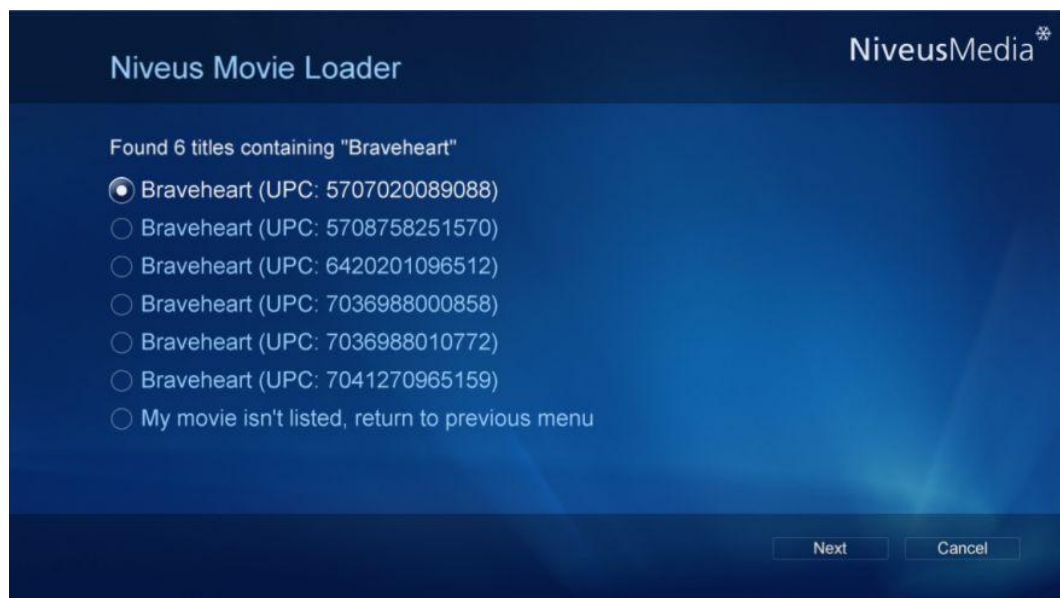 Niveus Movie Loader
NiveusMedia
Found 6 titles containing "Braveheart"
Braveheart (UPC: 5707020089088)
Braveheart (UPC: 5708758251570)
Braveheart (UPC: 6420201096512)
Braveheart (UPC: 7036988000858)
Braveheart (UPC: 7036988010772)
Braveheart (UPC: 7041270965159)
My movie isn't listed, return to previous menu
Next
Cancel